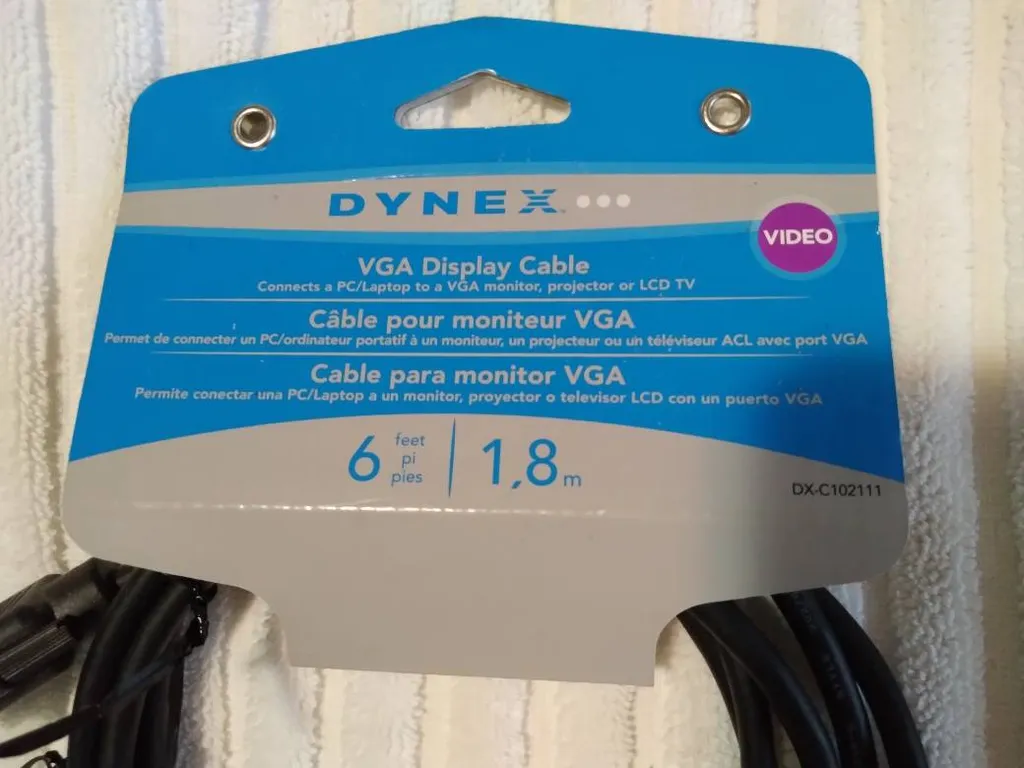 DYNEX
VIDEO
VGA Display Cable
Connects a PC/Laptop to a VGA monitor, projector or LCD TV
Câble pour moniteur VGA
Permet de connecter un PC/ordinateur portatif à un moniteur, un projecteur ou un téléviseur ACL avec port VGA
Cable para monitor VGA
Permite conectar una PC/Laptop a un monitor, proyector o televisor LCD con un puerto VGA
6 feet pi pies 1,8 m
DX-C102111